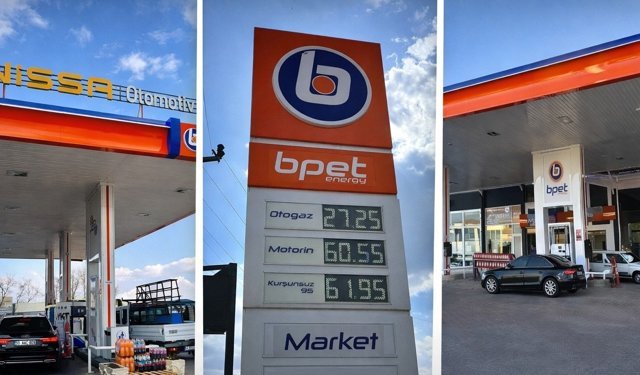 NISSA Otomotiv
b
b
bpet
energy
Otogaz 27.25
Motorin 60.55
Kurşunsuz 95 61.95
Market
b
bpet